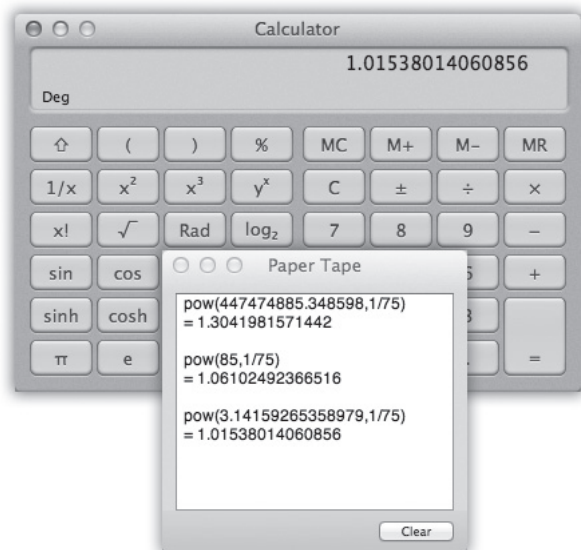 Calculator
1.01538014060856
Deg
⇧ ( ) % MC M+ M− MR
1/x x² x³ yˣ C ± ÷ ×
x! √ Rad log₂ 7 8 9 −
sin cos +
sinh cosh
π e =
Paper Tape
pow(447474885.348598,1/75)
= 1.3041981571442
pow(85,1/75)
= 1.06102492366516
pow(3.14159265358979,1/75)
= 1.01538014060856
Clear